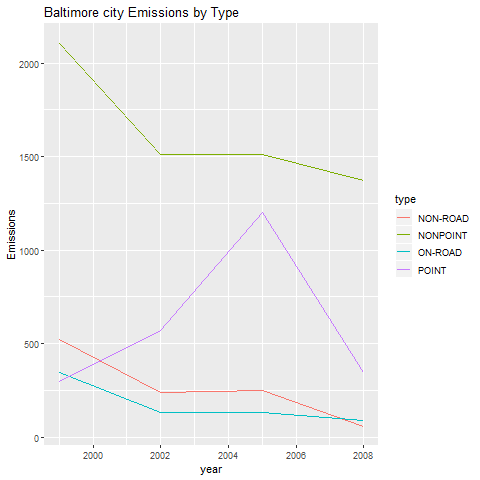 Baltimore city Emissions by Type
Emissions
2000
1500
1000
500
0
2000
2002
2004
2006
2008
year
type
NON-ROAD
NONPOINT
ON-ROAD
POINT